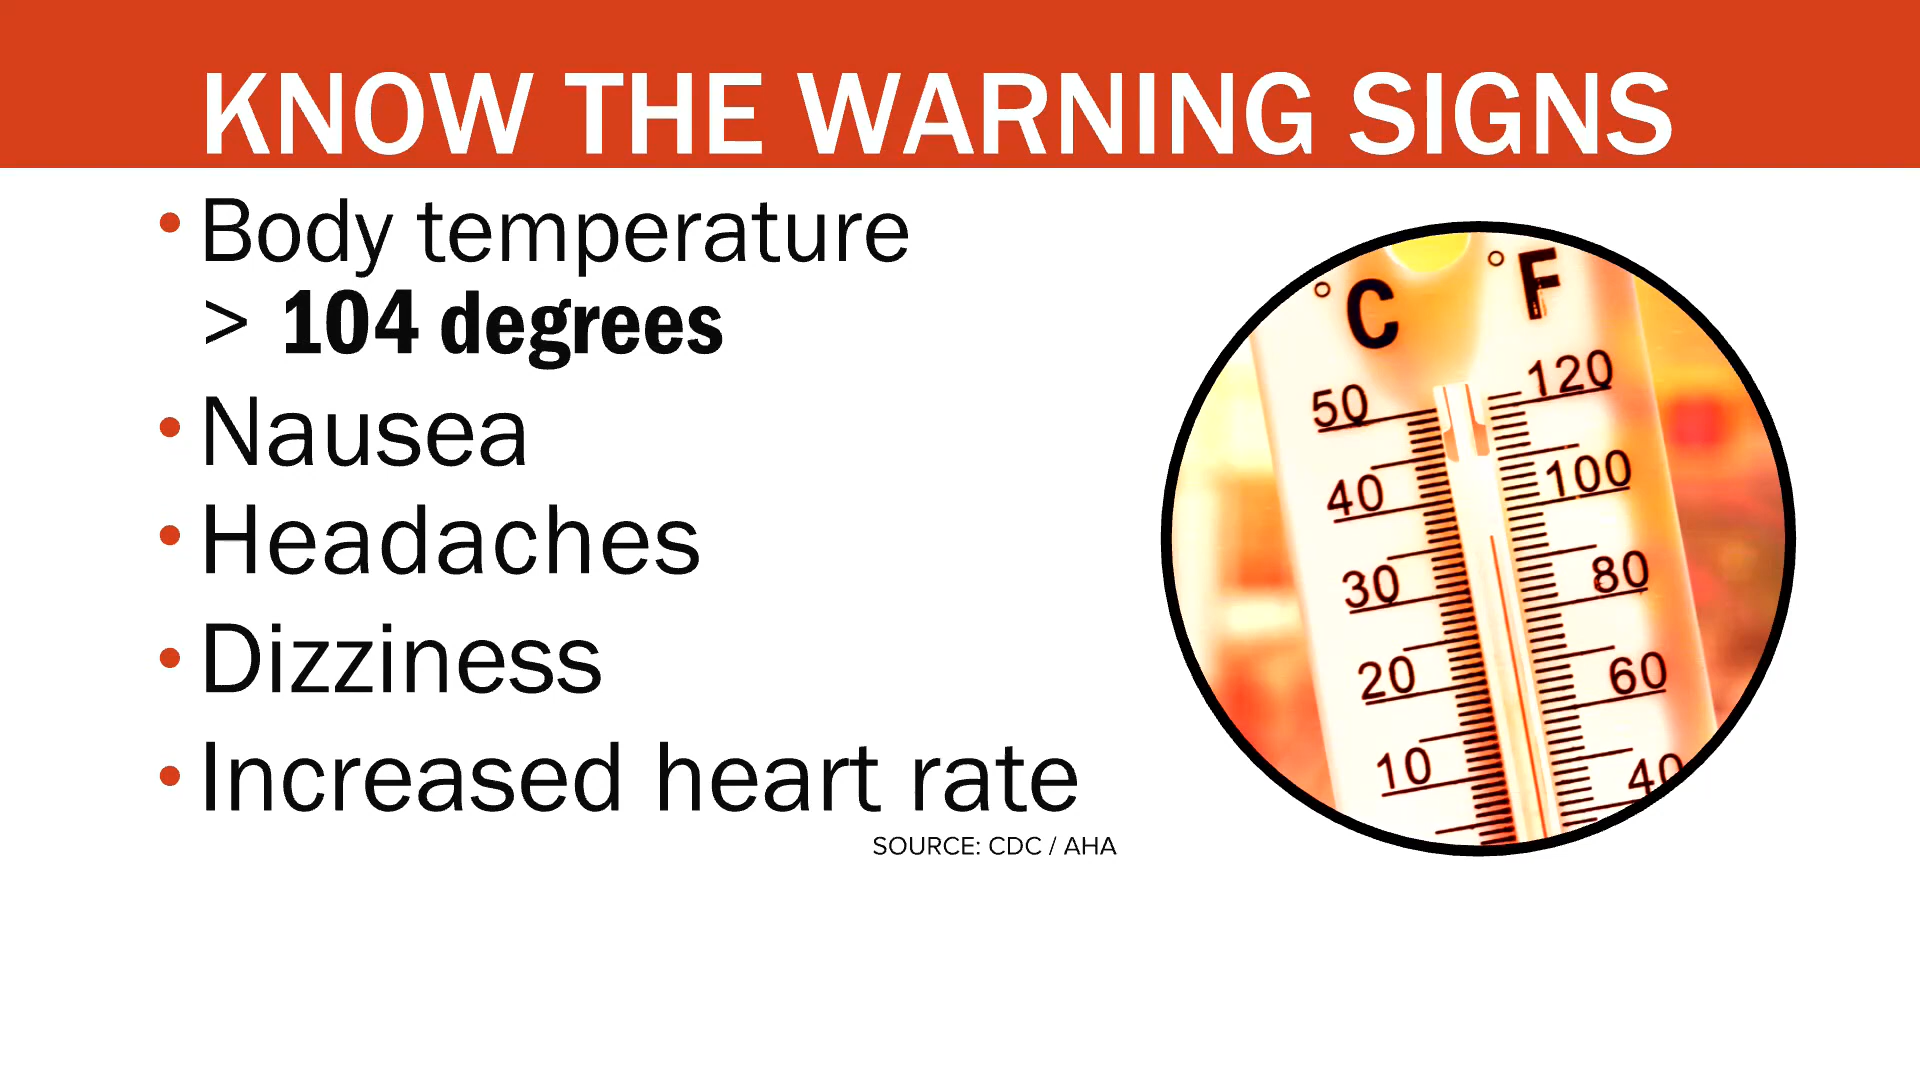 KNOW THE WARNING SIGNS
• Body temperature
> 104 degrees
• Nausea
• Headaches
• Dizziness
• Increased heart rate
SOURCE: CDC / AHA
°C °F
50 120
40 100
30 80
20 60
10 40